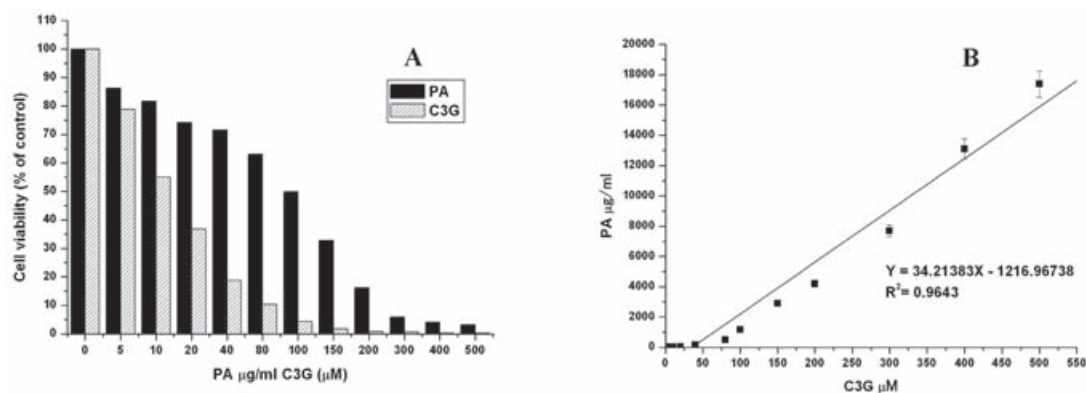 A
PA
C3G
Cell viability (% of control)
110
100
90
80
70
60
50
40
30
20
10
0
0 5 10 20 40 80 100 150 200 300 400 500
PA μg/ml C3G (μM)
B
PA μg/ml
20000
18000
16000
14000
12000
10000
8000
6000
4000
2000
0
Y = 34.21383X - 1216.96738
R²= 0.9643
0 50 100 150 200 250 300 350 400 450 500 550
C3G μM